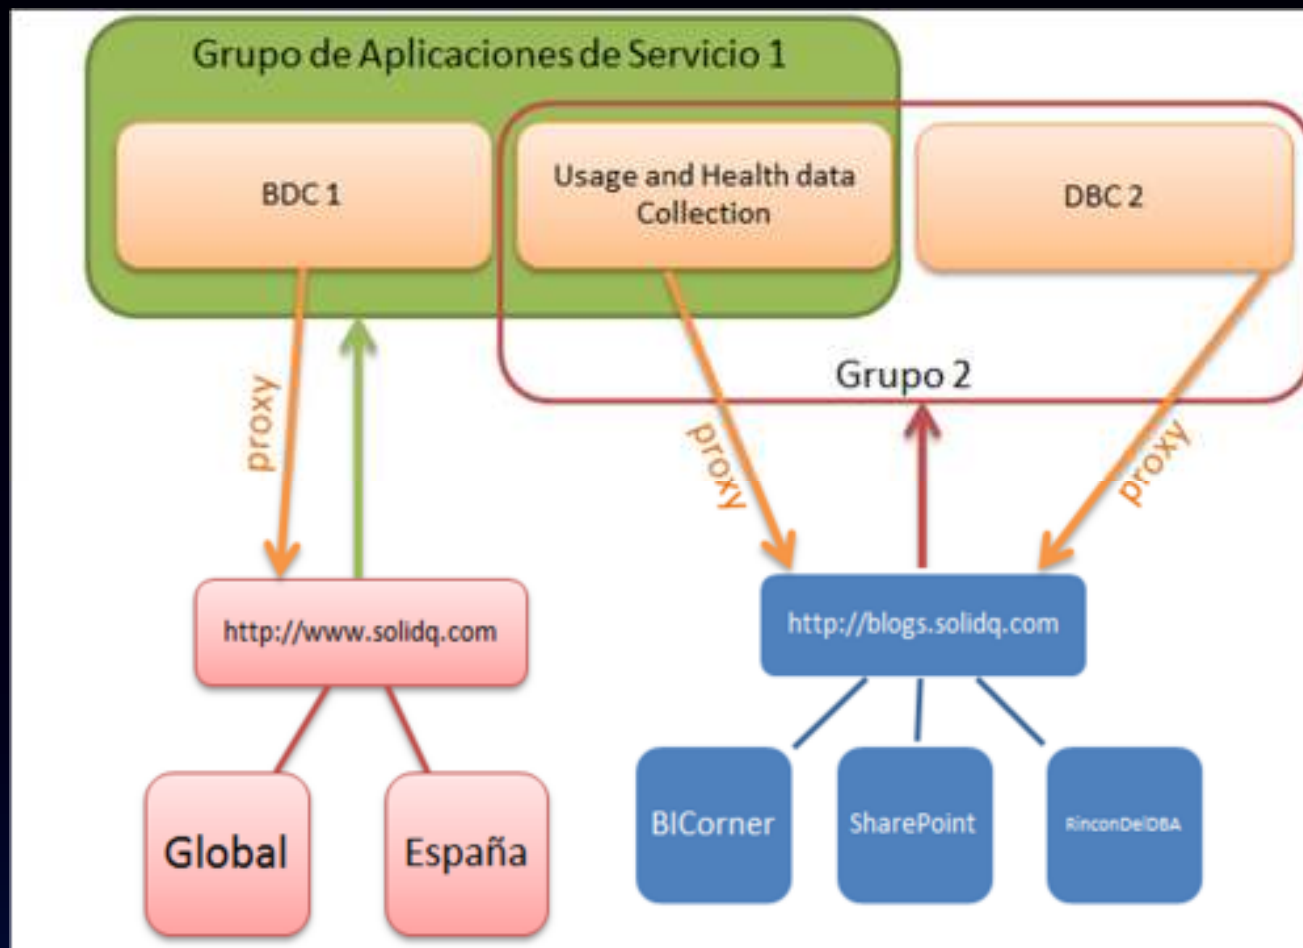 Grupo de Aplicaciones de Servicio 1
BDC 1
Usage and Health data
Collection
DBC 2
Grupo 2
proxy
proxy
proxy
http://www.solidq.com
http://blogs.solidq.com
Global
España
BICorner
SharePoint
RinconDelDBA